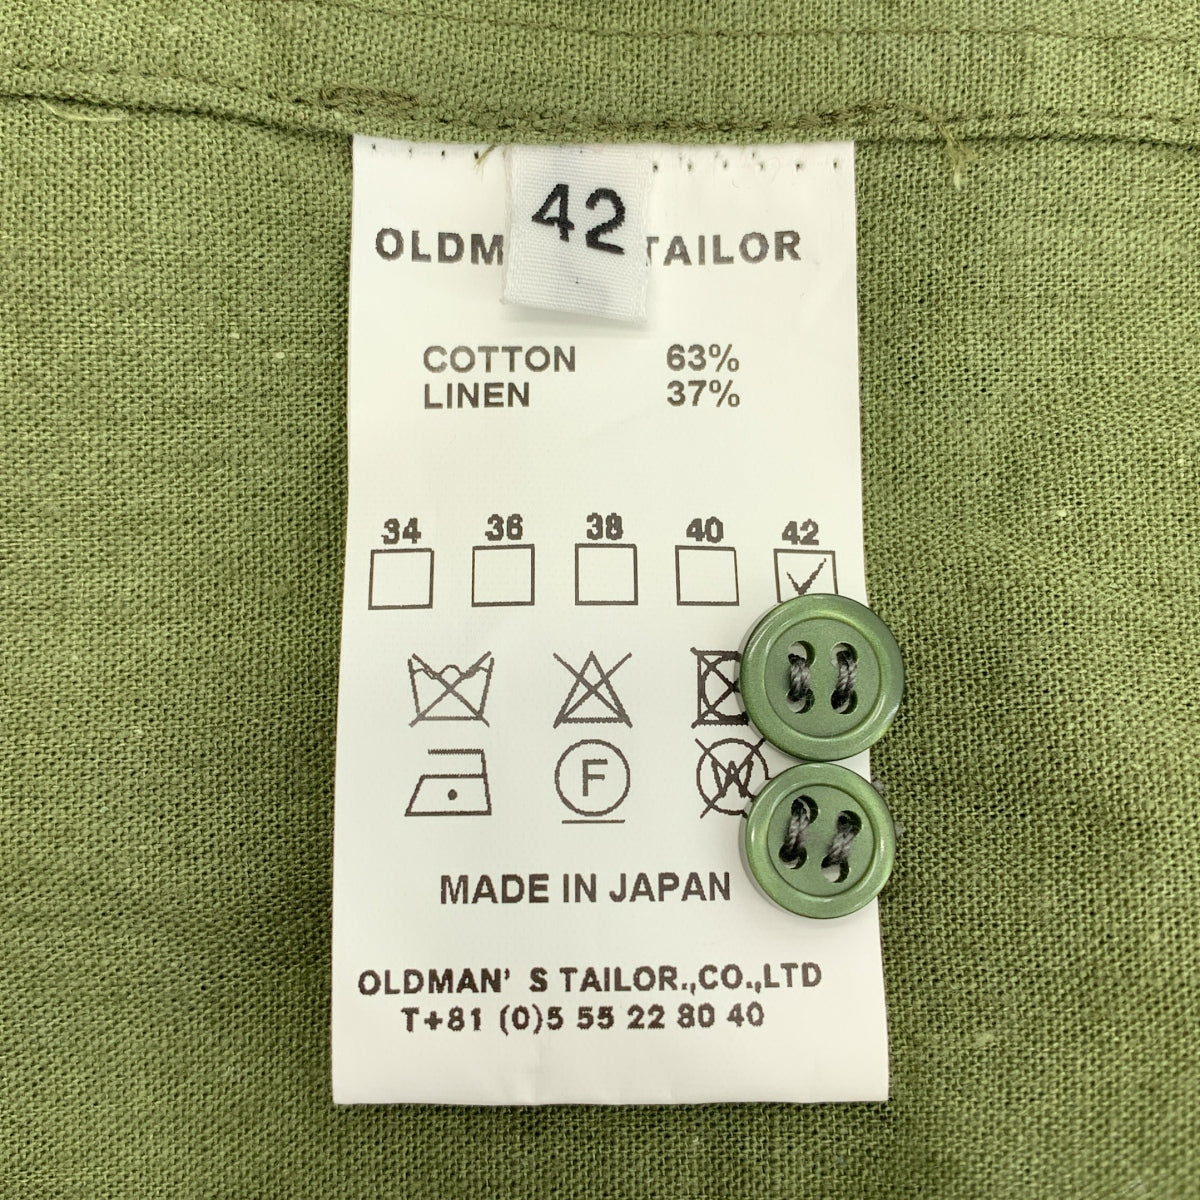 42
OLDM TAILOR
COTTON 63%
LINEN 37%
34 36 38 40 42
F W
MADE IN JAPAN
OLDMAN' S TAILOR.,CO.,LTD
T+81 (0)5 55 22 80 40